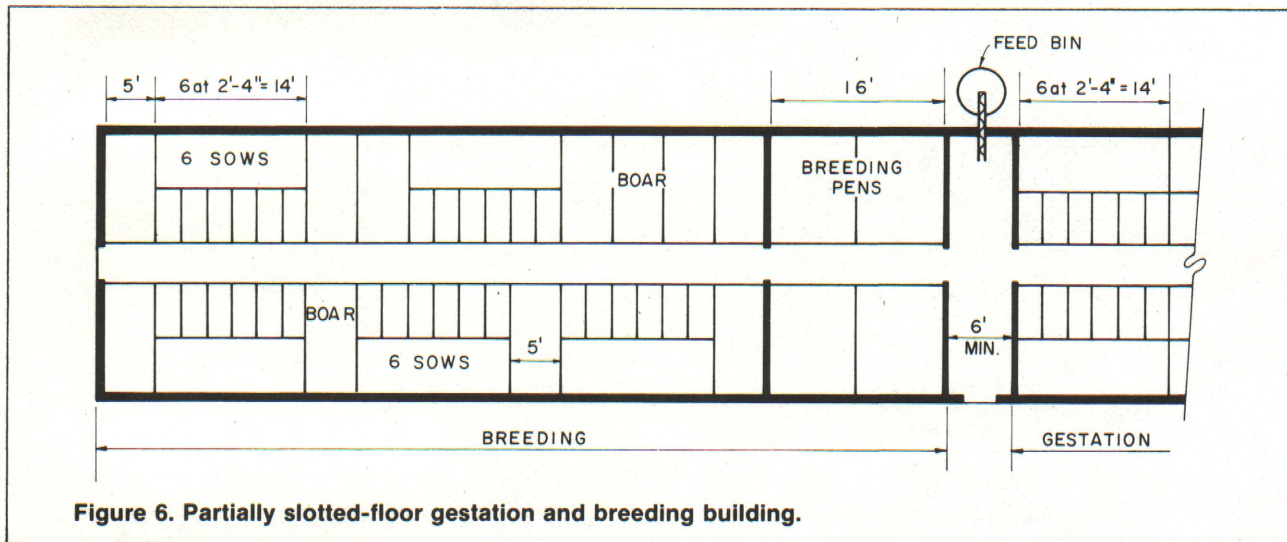 FEED BIN
5'
6 at 2'-4" = 14'
16'
6 at 2'-4" = 14'
6 SOWS
BOAR
BREEDING
PENS
BOAR
6 SOWS
5'
6'
MIN.
BREEDING
GESTATION
Figure 6. Partially slotted-floor gestation and breeding building.